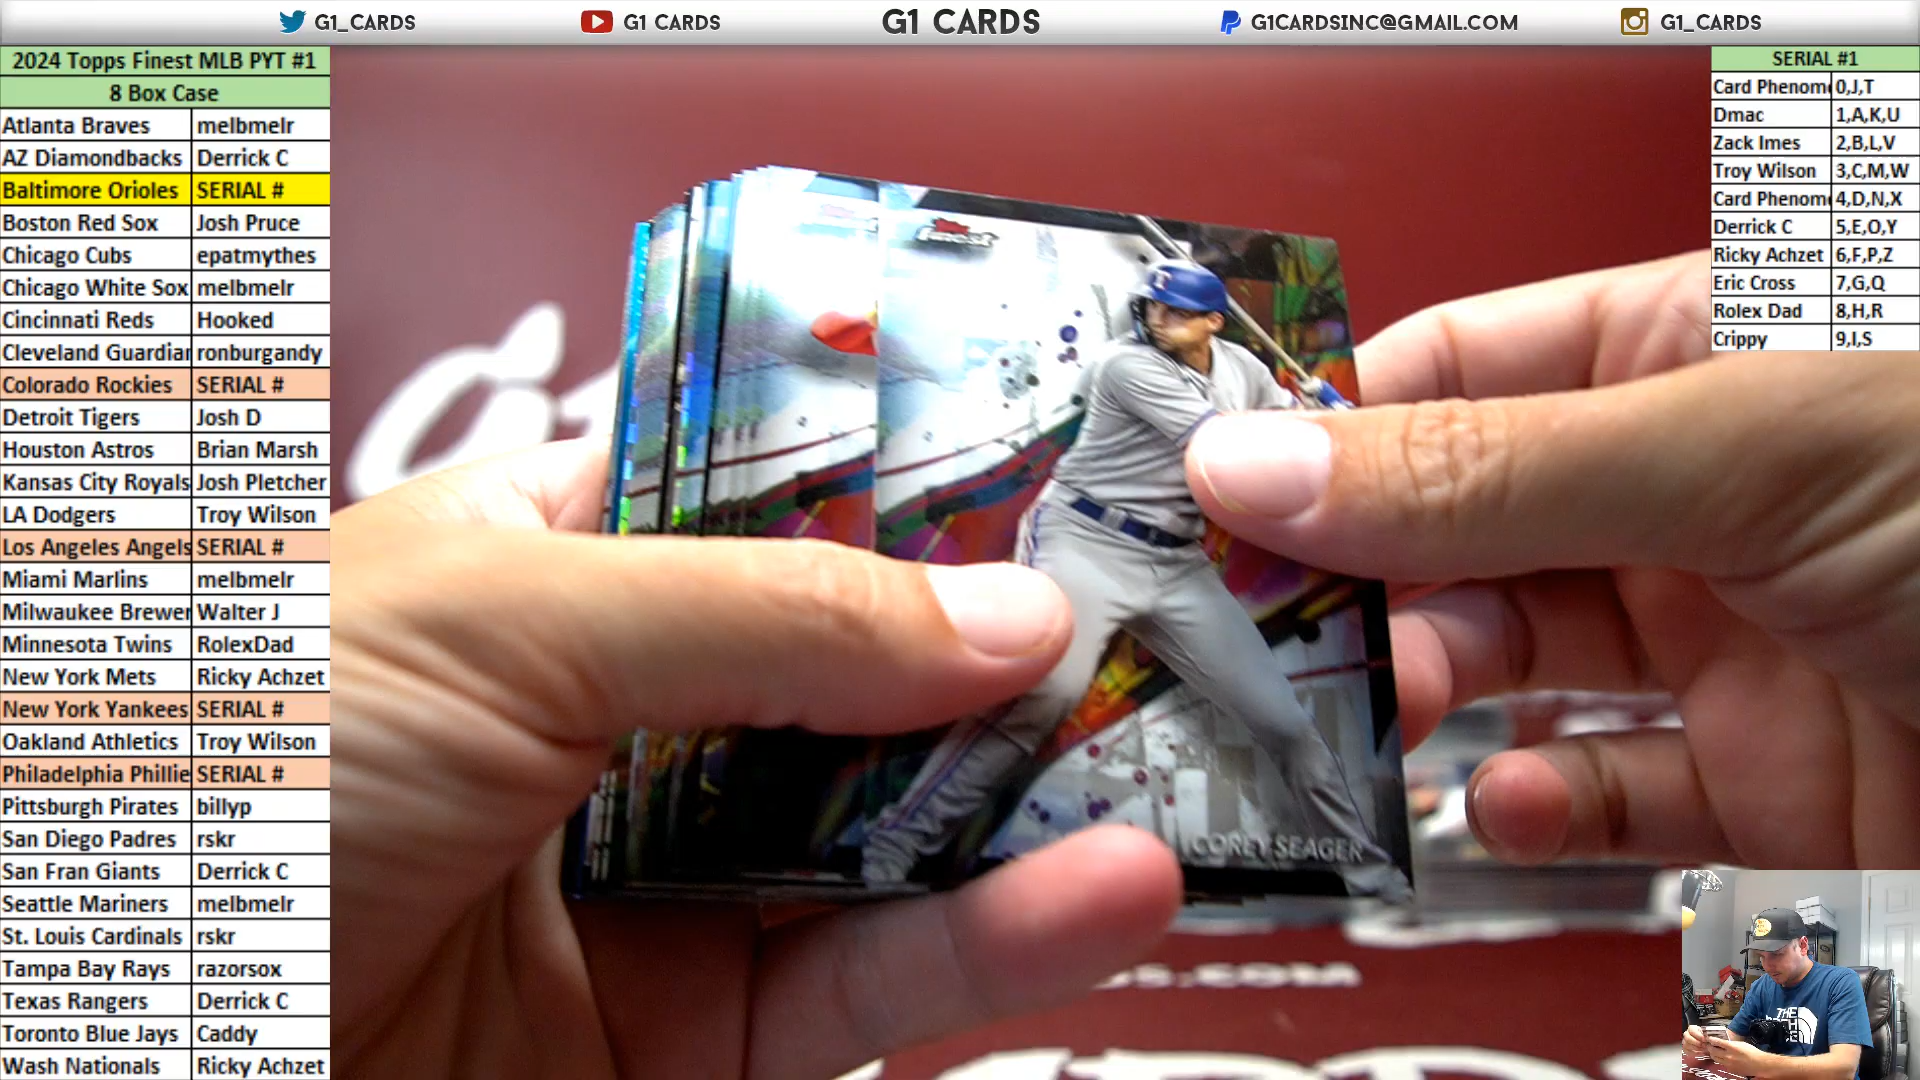 G1_CARDS G1 CARDS G1 CARDS G1CARDSINC@GMAIL.COM G1_CARDS
2024 Topps Finest MLB PYT #1
8 Box Case
Atlanta Braves melbmelr
AZ Diamondbacks Derrick C
Baltimore Orioles SERIAL #
Boston Red Sox Josh Pruce
Chicago Cubs epatmythes
Chicago White Sox melbmelr
Cincinnati Reds Hooked
Cleveland Guardian ronburgandy
Colorado Rockies SERIAL #
Detroit Tigers Josh D
Houston Astros Brian Marsh
Kansas City Royals Josh Pletcher
LA Dodgers Troy Wilson
Los Angeles Angels SERIAL #
Miami Marlins melbmelr
Milwaukee Brewer Walter J
Minnesota Twins RolexDad
New York Mets Ricky Achzet
New York Yankees SERIAL #
Oakland Athletics Troy Wilson
Philadelphia Phillie SERIAL #
Pittsburgh Pirates billyp
San Diego Padres rskr
San Fran Giants Derrick C
Seattle Mariners melbmelr
St. Louis Cardinals rskr
Tampa Bay Rays razorsox
Texas Rangers Derrick C
Toronto Blue Jays Caddy
Wash Nationals Ricky Achzet
SERIAL #1
Card Phenom 0,J,T
Dmac 1,A,K,U
Zack Imes 2,B,L,V
Troy Wilson 3,C,M,W
Card Phenom 4,D,N,X
Derrick C 5,E,O,Y
Ricky Achzet 6,F,P,Z
Eric Cross 7,G,Q
Rolex Dad 8,H,R
Crippy 9,I,S
Topps
finest
T
COREY SEAGER
THE